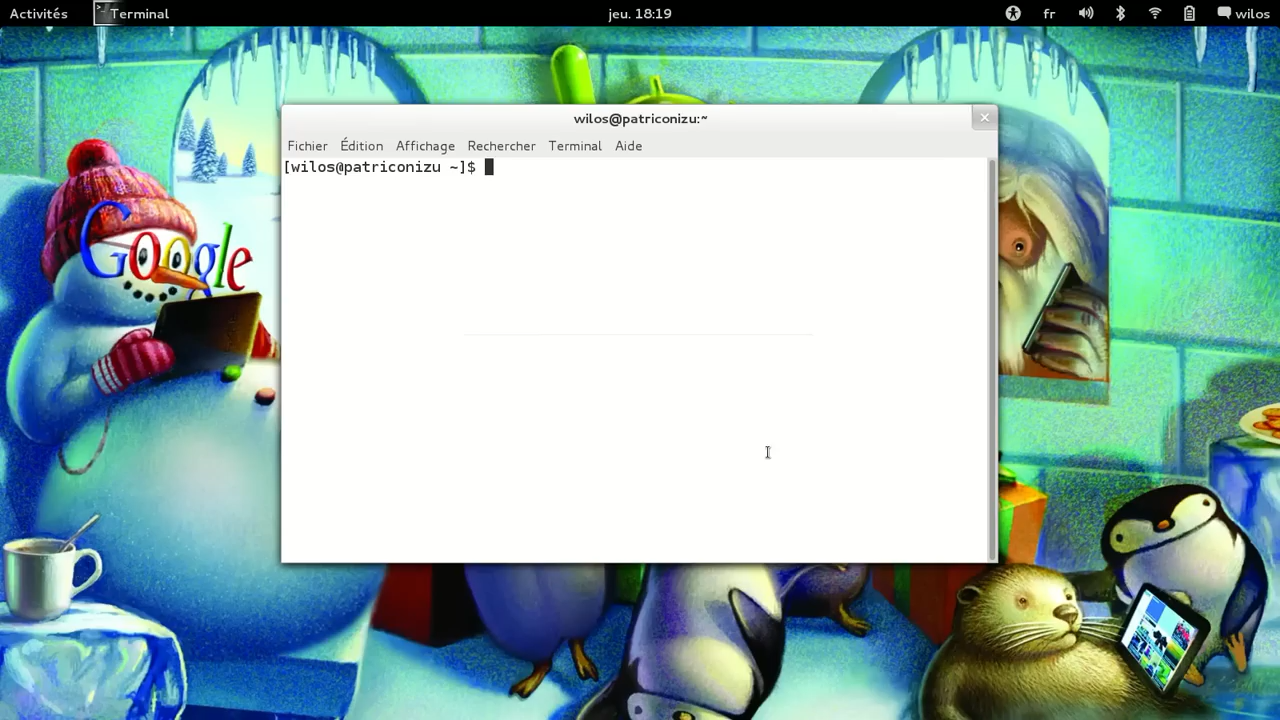 Activités Terminal jeu. 18:19 fr wilos
wilos@patriconizu:~
Fichier Édition Affichage Rechercher Terminal Aide
[wilos@patriconizu ~]$
Google